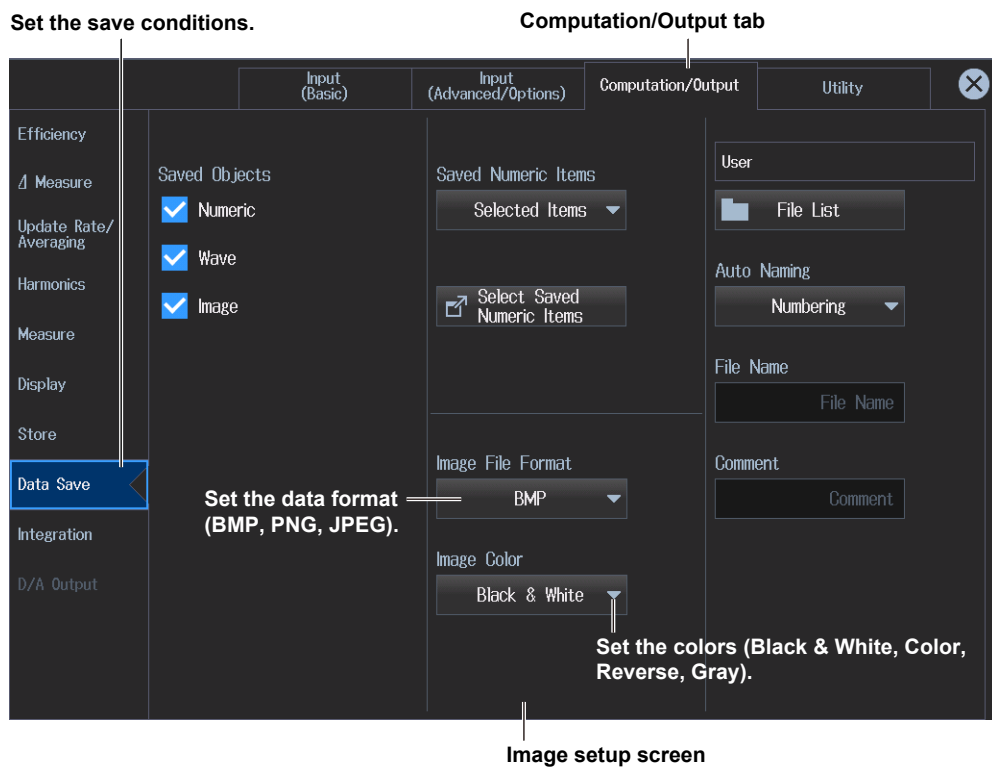 Set the save conditions.
Computation/Output tab
Input
(Basic)
Input
(Advanced/Options)
Computation/Output
Utility
Efficiency
⊿ Measure
Update Rate/
Averaging
Harmonics
Measure
Display
Store
Data Save
Integration
D/A Output
Saved Objects
Numeric
Wave
Image
Saved Numeric Items
Selected Items
Select Saved
Numeric Items
Image File Format
BMP
Set the data format
(BMP, PNG, JPEG).
Image Color
Black & White
Set the colors (Black & White, Color,
Reverse, Gray).
User
File List
Auto Naming
Numbering
File Name
File Name
Comment
Comment
Image setup screen